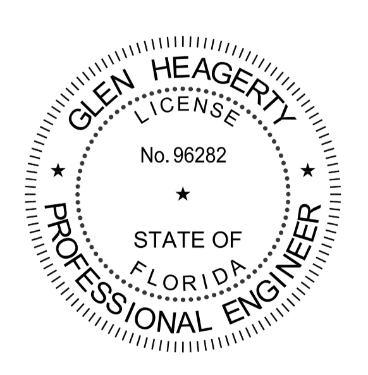 GLEN HEAGERTY
LICENSE
No. 96282
STATE OF
FLORIDA
PROFESSIONAL ENGINEER